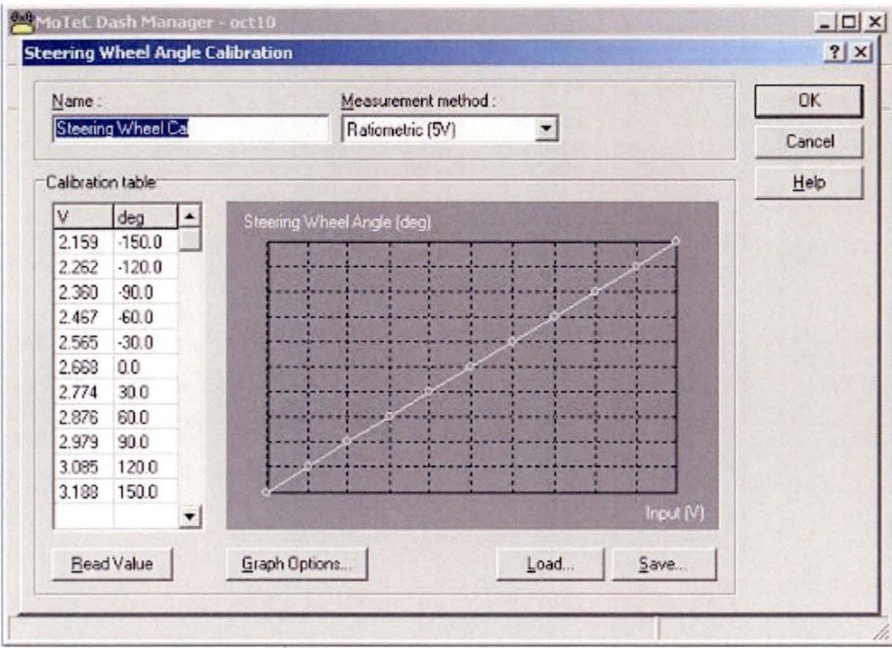 MoTeC Dash Manager - oct10
Steering Wheel Angle Calibration
Name :
Measurement method :
Steering Wheel Cal
Ratiometric (5V)
OK
Cancel
Help
Calibration table
V deg
2.159 -150.0
2.262 -120.0
2.360 -90.0
2.467 -60.0
2.565 -30.0
2.668 0.0
2.774 30.0
2.876 60.0
2.979 90.0
3.085 120.0
3.188 150.0
Steering Wheel Angle (deg)
Input (V)
Read Value
Graph Options...
Load...
Save...